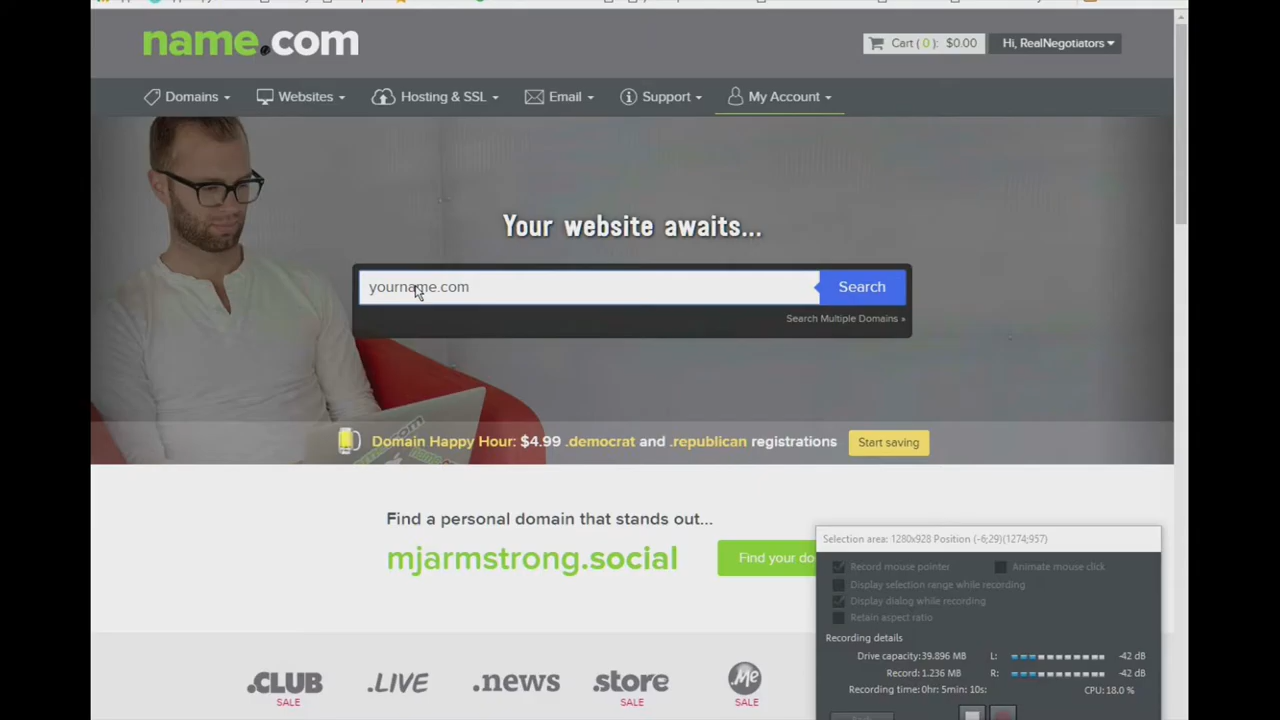 name.com
Cart ( 0 ): $0.00
Hi, RealNegotiators
Domains
Websites
Hosting & SSL
Email
Support
My Account
Your website awaits...
yourname.com
Search
Search Multiple Domains »
Domain Happy Hour: $4.99 .democrat and .republican registrations
Start saving
Find a personal domain that stands out...
mjarmstrong.social
Find your do
Selection area: 1280x928 Position (-6;29)(1274;957)
Record mouse pointer
Animate mouse click
Display selection range while recording
Display dialog while recording
Retain aspect ratio
Recording details
Drive capacity:39.896 MB
L:
-42 dB
Record:1.236 MB
R:
-42 dB
Recording time:0hr: 5min: 10s:
CPU:18.0 %
.CLUB
SALE
.LIVE
.news
.store
SALE
.Me
SALE